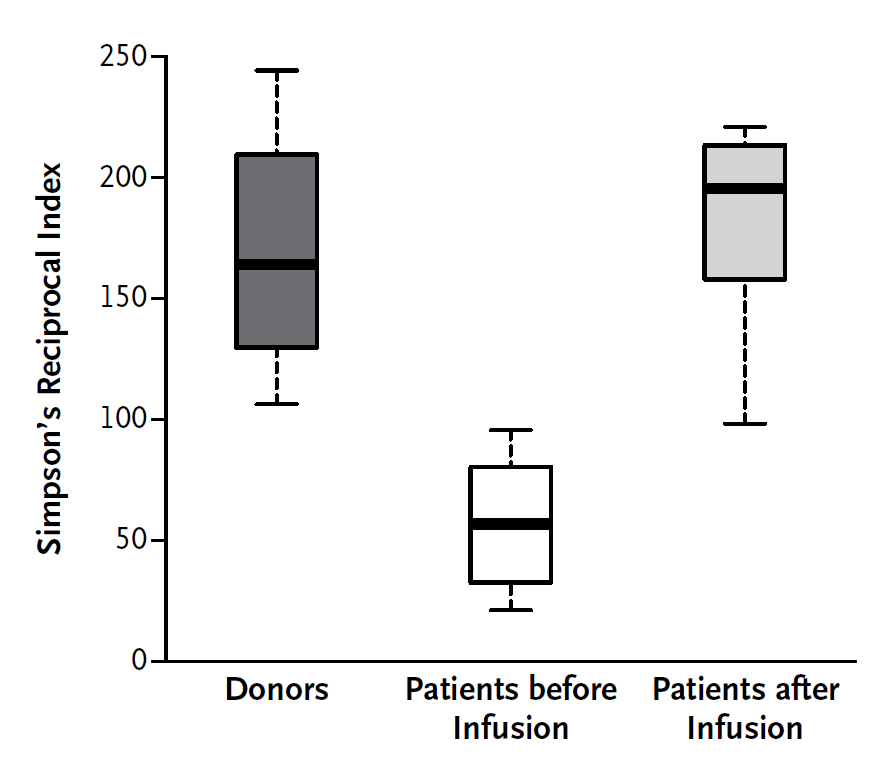 Simpson's Reciprocal Index
250
200
150
100
50
0
Donors
Patients before
Infusion
Patients after
Infusion